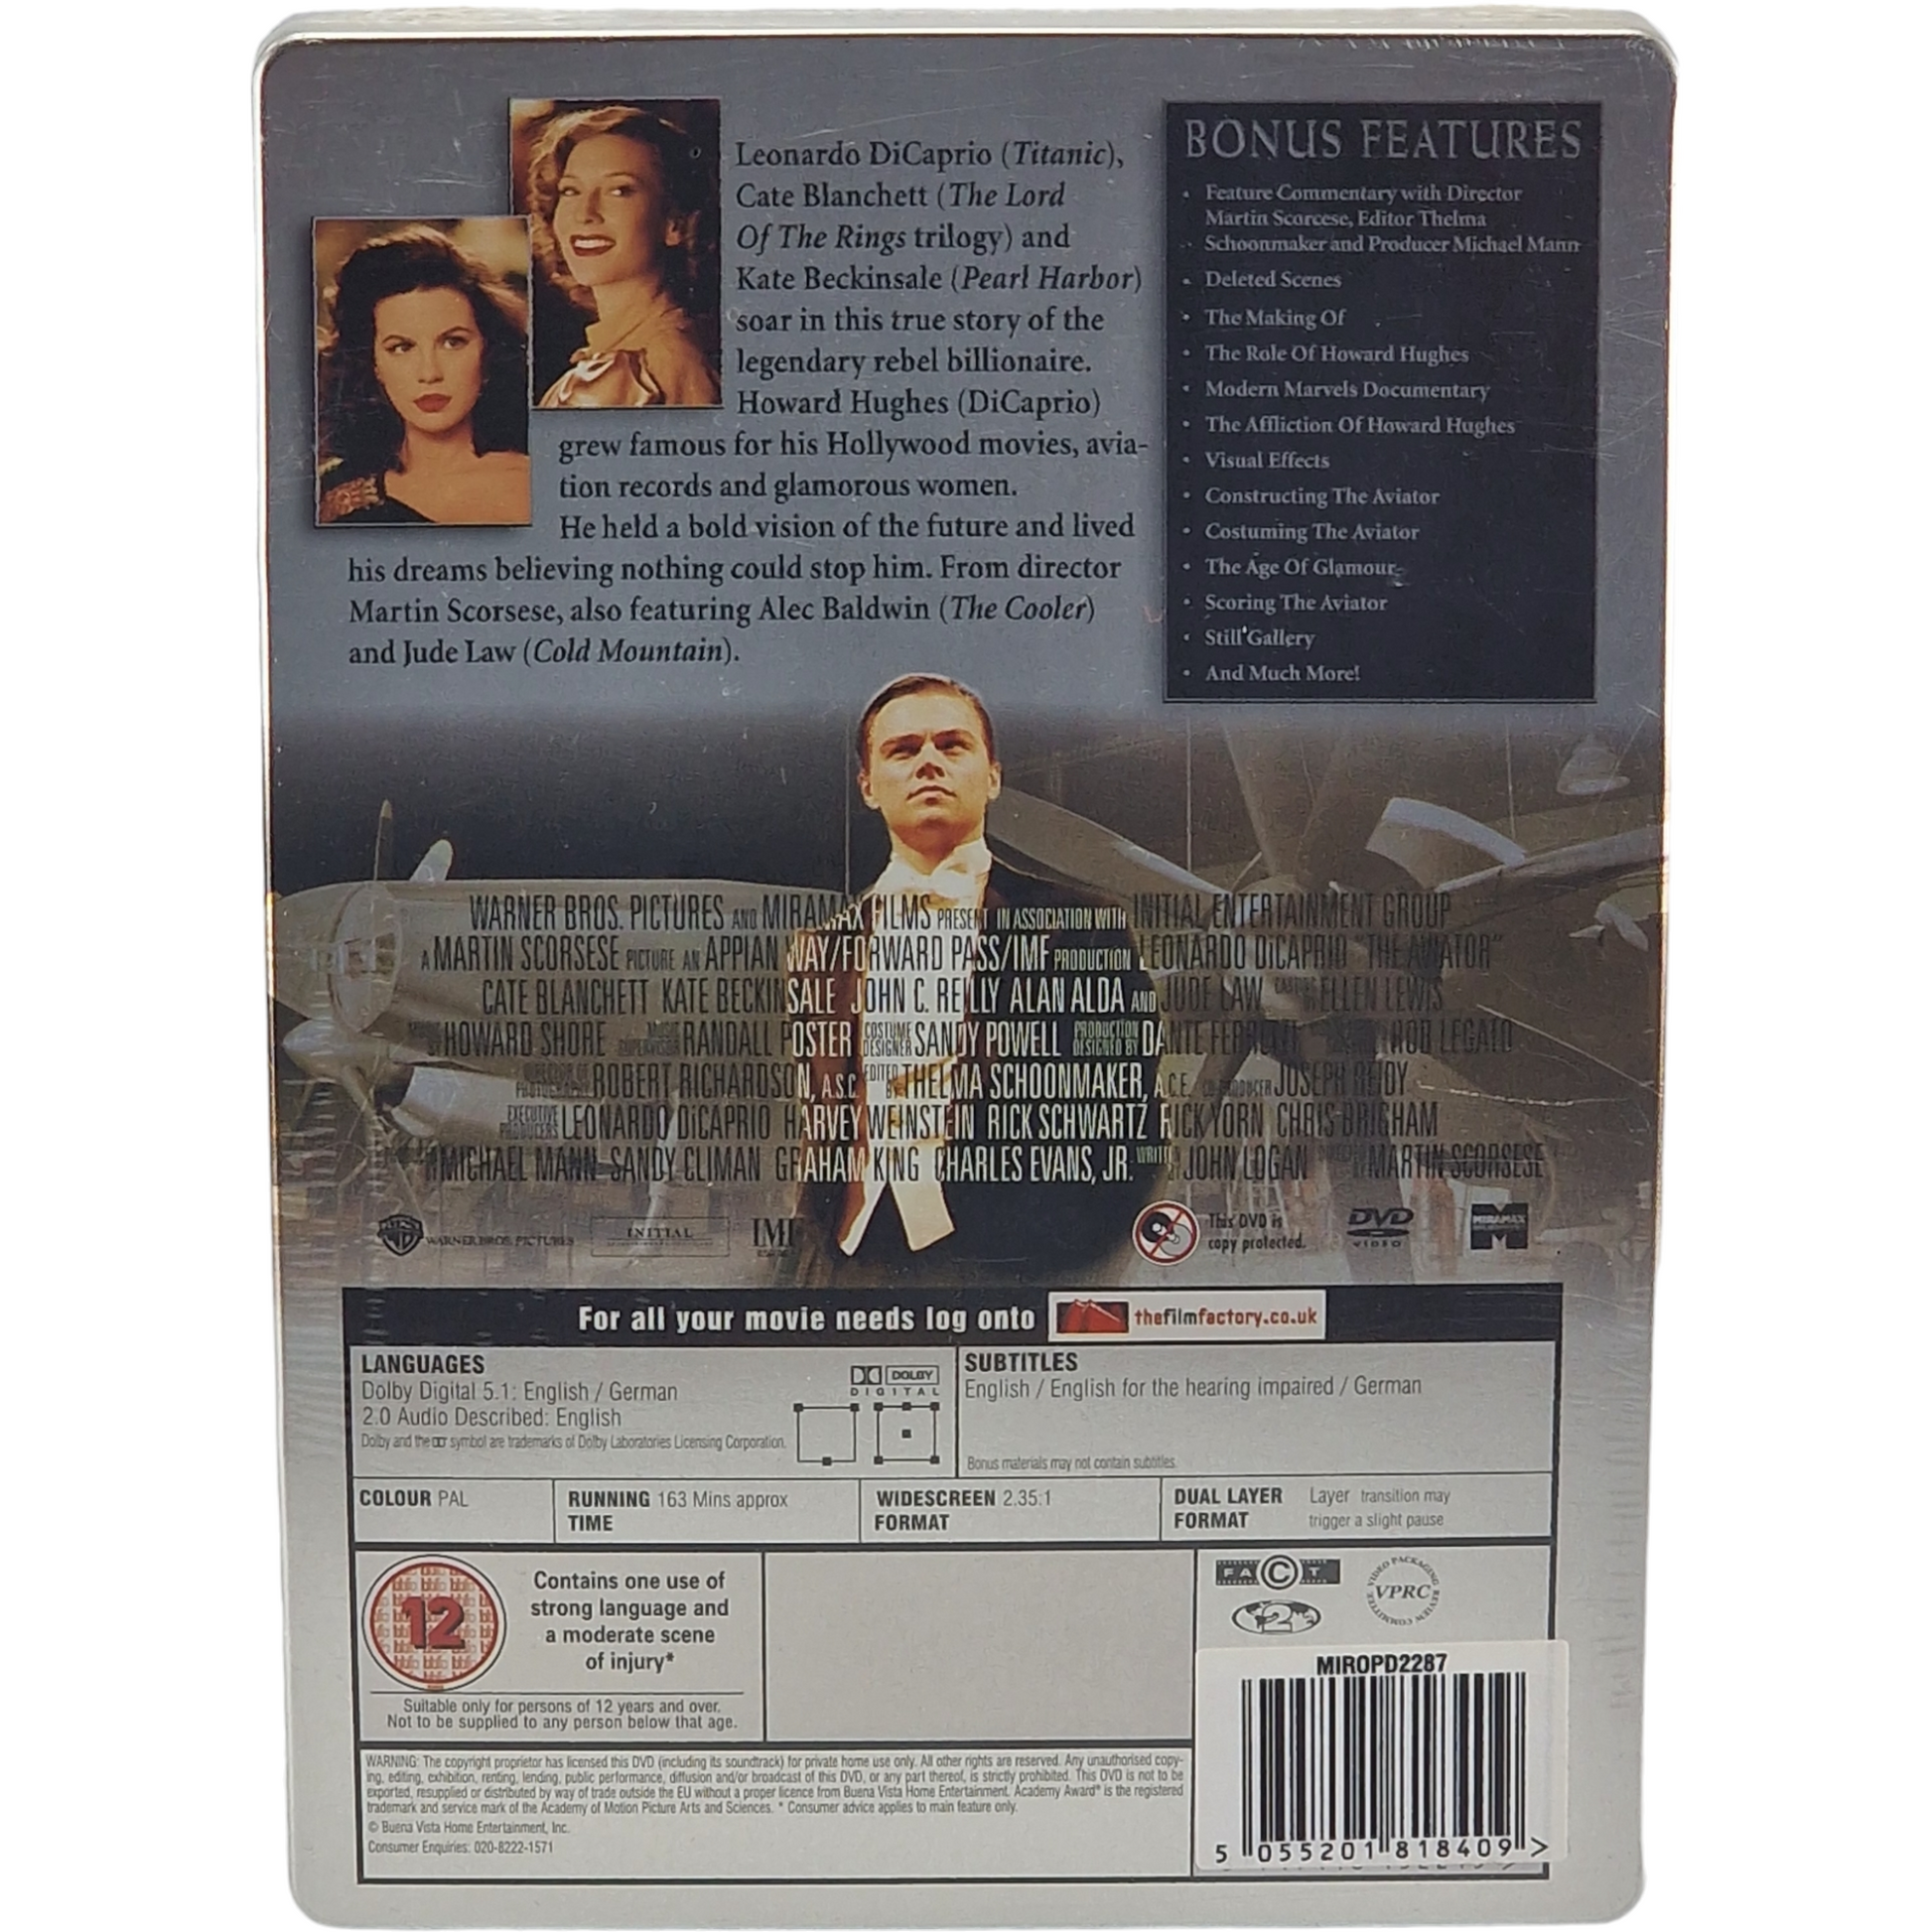 Leonardo DiCaprio (Titanic),
Cate Blanchett (The Lord
Of The Rings trilogy) and
Kate Beckinsale (Pearl Harbor)
soar in this true story of the
legendary rebel billionaire.
Howard Hughes (DiCaprio)
grew famous for his Hollywood movies, avia-
tion records and glamorous women.
He held a bold vision of the future and lived
his dreams believing nothing could stop him. From director
Martin Scorsese, also featuring Alec Baldwin (The Cooler)
and Jude Law (Cold Mountain).
BONUS FEATURES
• Feature Commentary with Director
Martin Scorcese, Editor Thelma
• Schoonmaker and Producer Michael Mann
• Deleted Scenes
• The Making Of
• The Role Of Howard Hughes
• Modern Marvels Documentary
• The Affliction Of Howard Hughes
• Visual Effects
• Constructing The Aviator
• Costuming The Aviator
• The Age Of Glamour
• Scoring The Aviator
• Still Gallery
• And Much More!
WARNER BROS. PICTURES AND MIRAMAX FILMS PRESENT IN ASSOCIATION WITH INITIAL ENTERTAINMENT GROUP
A MARTIN SCORSESE PICTURE AN APPIAN WAY/FORWARD PASS/IMF PRODUCTION LEONARDO DiCAPRIO "THE AVIATOR"
CATE BLANCHETT KATE BECKINSALE JOHN C. REILLY ALAN ALDA AND JUDE LAW ELLEN LEWIS
HOWARD SHORE MUSIC SUPERVISOR RANDALL POSTER COSTUME DESIGNER SANDY POWELL PRODUCTION DESIGNED BY DANTE FERRETTI ROB LEGATO
DIRECTOR OF PHOTOGRAPHY ROBERT RICHARDSON, A.S.C. EDITED BY THELMA SCHOONMAKER, A.C.E. CO-PRODUCER JOSEPH REIDY
EXECUTIVE PRODUCERS LEONARDO DiCAPRIO HARVEY WEINSTEIN RICK SCHWARTZ RICK YORN CHRIS BRIGHAM
MICHAEL MANN SANDY CLIMAN GRAHAM KING CHARLES EVANS, JR. WRITTEN JOHN LOGAN MARTIN SCORSESE
WARNER BROS. PICTURES
INITIAL
IMF
This DVD is
copy protected.
DVD
VIDEO
MIRAMAX
For all your movie needs log onto thefilmfactory.co.uk
LANGUAGES
Dolby Digital 5.1: English / German
2.0 Audio Described: English
Dolby and the symbol are trademarks of Dolby Laboratories Licensing Corporation.
DOLBY
DIGITAL
SUBTITLES
English / English for the hearing impaired / German
Bonus materials may not contain subtitles.
COLOUR PAL
RUNNING 163 Mins approx
TIME
WIDESCREEN 2.35:1
FORMAT
DUAL LAYER Layer transition may
FORMAT trigger a slight pause
12
Contains one use of
strong language and
a moderate scene
of injury*
Suitable only for persons of 12 years and over.
Not to be supplied to any person below that age.
FACT
2
VIDEO PACKAGING REVIEW COMMITTEE
VPRC
MIROPD2287
5 055201 818409 >
WARNING: The copyright proprietor has licensed this DVD (including its soundtrack) for private home use only. All other rights are reserved. Any unauthorised copy-
ing, editing, exhibition, renting, lending, public performance, diffusion and/or broadcast of this DVD, or any part thereof, is strictly prohibited. This DVD is not to be
exported, resupplied or distributed by way of trade outside the EU without a proper licence from Buena Vista Home Entertainment. Academy Award® is the registered
trademark and service mark of the Academy of Motion Picture Arts and Sciences. * Consumer advice applies to main feature only.
© Buena Vista Home Entertainment, Inc.
Consumer Enquiries: 020-8222-1571